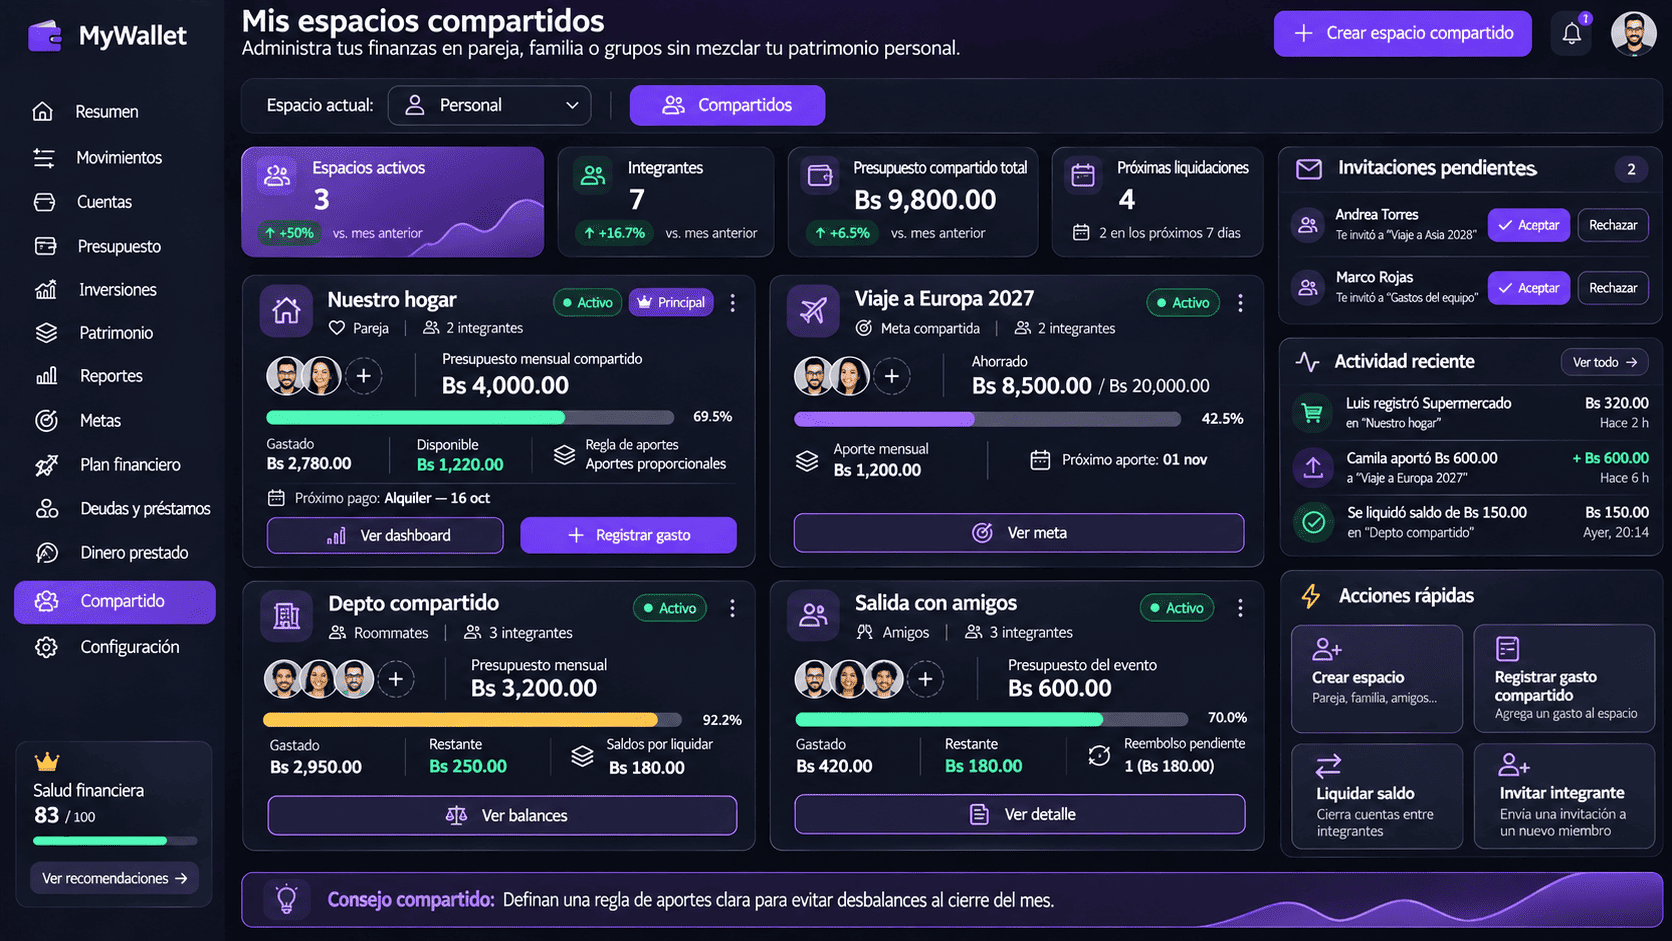 MyWallet
Resumen
Movimientos
Cuentas
Presupuesto
Inversiones
Patrimonio
Reportes
Metas
Plan financiero
Deudas y préstamos
Dinero prestado
Compartido
Configuración
Salud financiera
83 / 100
Ver recomendaciones →
Mis espacios compartidos
Administra tus finanzas en pareja, familia o grupos sin mezclar tu patrimonio personal.
+ Crear espacio compartido
1
Espacio actual:
Personal
Compartidos
Espacios activos
3
↑ +50% vs. mes anterior
Integrantes
7
↑ +16.7% vs. mes anterior
Presupuesto compartido total
Bs 9,800.00
↑ +6.5% vs. mes anterior
Próximas liquidaciones
4
2 en los próximos 7 días
Nuestro hogar
Activo
Principal
Pareja
2 integrantes
+
Presupuesto mensual compartido
Bs 4,000.00
69.5%
Gastado
Bs 2,780.00
Disponible
Bs 1,220.00
Regla de aportes
Aportes proporcionales
Próximo pago: Alquiler — 16 oct
Ver dashboard
+ Registrar gasto
Viaje a Europa 2027
Activo
Meta compartida
2 integrantes
+
Ahorrado
Bs 8,500.00 / Bs 20,000.00
42.5%
Aporte mensual
Bs 1,200.00
Próximo aporte: 01 nov
Ver meta
Depto compartido
Activo
Roommates
3 integrantes
+
Presupuesto mensual
Bs 3,200.00
92.2%
Gastado
Bs 2,950.00
Restante
Bs 250.00
Saldos por liquidar
Bs 180.00
Ver balances
Salida con amigos
Activo
Amigos
3 integrantes
+
Presupuesto del evento
Bs 600.00
70.0%
Gastado
Bs 420.00
Restante
Bs 180.00
Reembolso pendiente
1 (Bs 180.00)
Ver detalle
Invitaciones pendientes
2
Andrea Torres
Te invitó a “Viaje a Asia 2028”
Aceptar
Rechazar
Marco Rojas
Te invitó a “Gastos del equipo”
Aceptar
Rechazar
Actividad reciente
Ver todo →
Luis registró Supermercado
en “Nuestro hogar”
Bs 320.00
Hace 2 h
Camila aportó Bs 600.00
a “Viaje a Europa 2027”
+ Bs 600.00
Hace 6 h
Se liquidó saldo de Bs 150.00
en “Depto compartido”
Bs 150.00
Ayer, 20:14
Acciones rápidas
Crear espacio
Pareja, familia, amigos...
Registrar gasto
compartido
Agrega un gasto al espacio
Liquidar saldo
Cierra cuentas entre
integrantes
Invitar integrante
Envia una invitación a
un nuevo miembro
Consejo compartido: Definan una regla de aportes clara para evitar desbalances al cierre del mes.